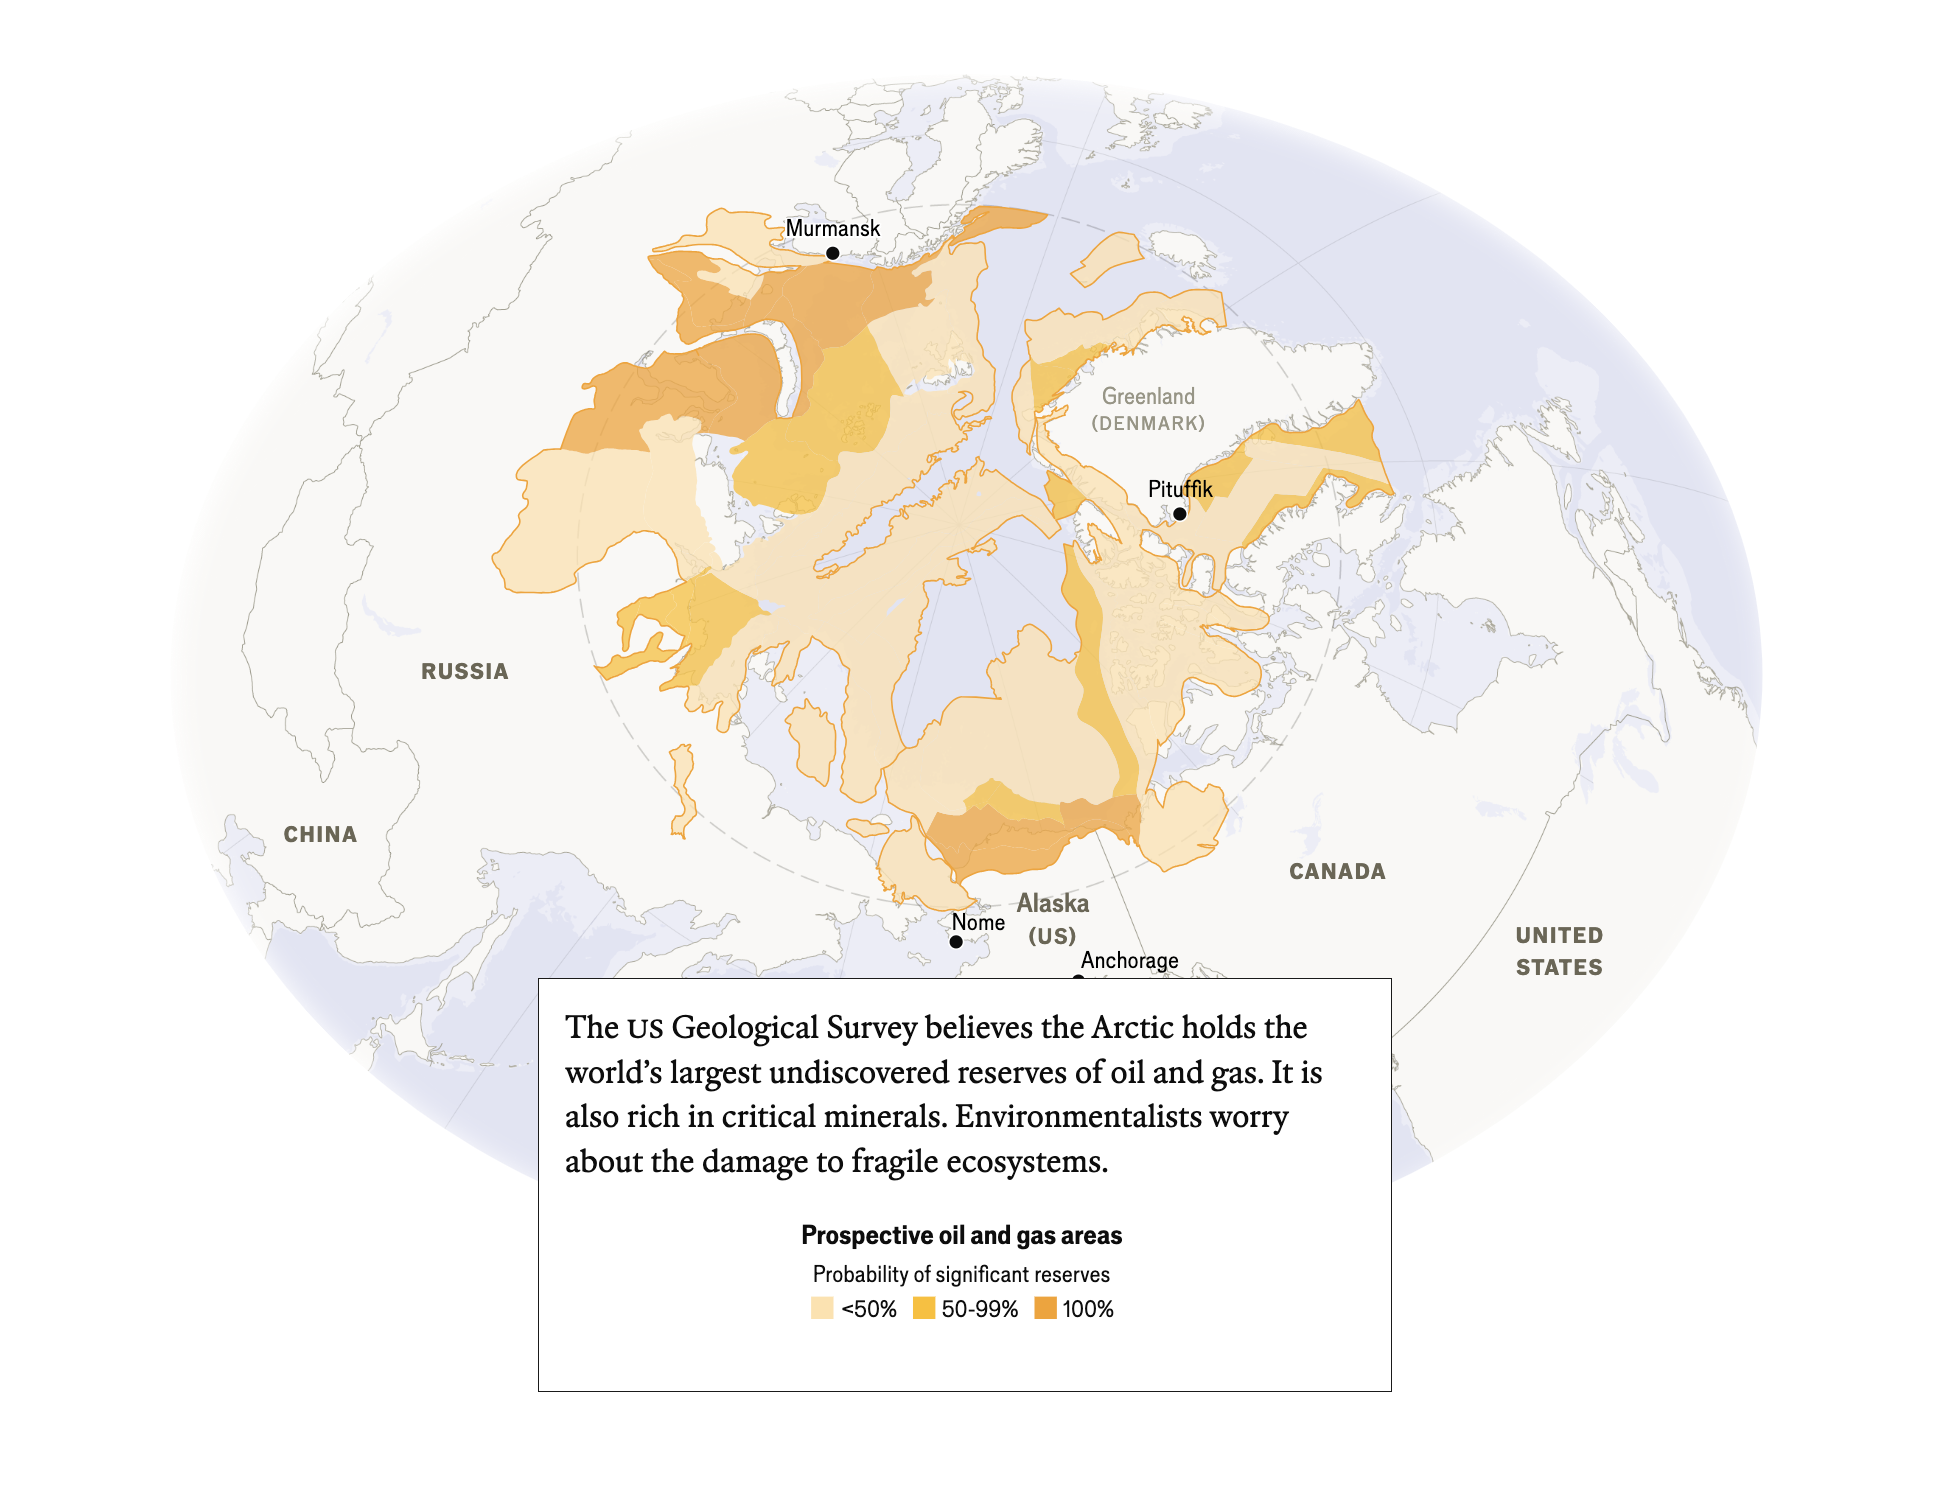 Murmansk
Greenland
(DENMARK)
Pituffik
RUSSIA
CHINA
CANADA
Alaska
(US)
Nome
Anchorage
UNITED
STATES
The US Geological Survey believes the Arctic holds the
world’s largest undiscovered reserves of oil and gas. It is
also rich in critical minerals. Environmentalists worry
about the damage to fragile ecosystems.
Prospective oil and gas areas
Probability of significant reserves
<50% 50-99% 100%